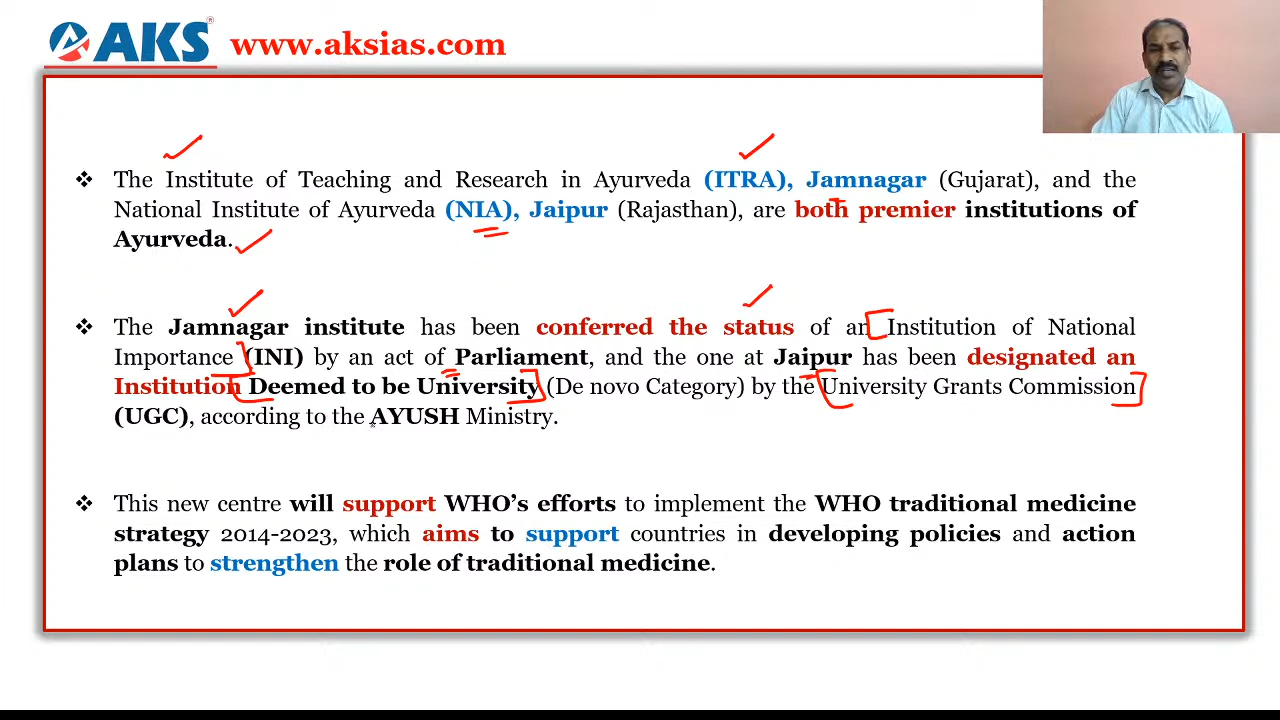 AKS® www.aksias.com
❖ The Institute of Teaching and Research in Ayurveda (ITRA), Jamnagar (Gujarat), and the
National Institute of Ayurveda (NIA), Jaipur (Rajasthan), are both premier institutions of
Ayurveda.
❖ The Jamnagar institute has been conferred the status of an Institution of National
Importance (INI) by an act of Parliament, and the one at Jaipur has been designated an
Institution Deemed to be University (De novo Category) by the University Grants Commission
(UGC), according to the AYUSH Ministry.
❖ This new centre will support WHO’s efforts to implement the WHO traditional medicine
strategy 2014-2023, which aims to support countries in developing policies and action
plans to strengthen the role of traditional medicine.